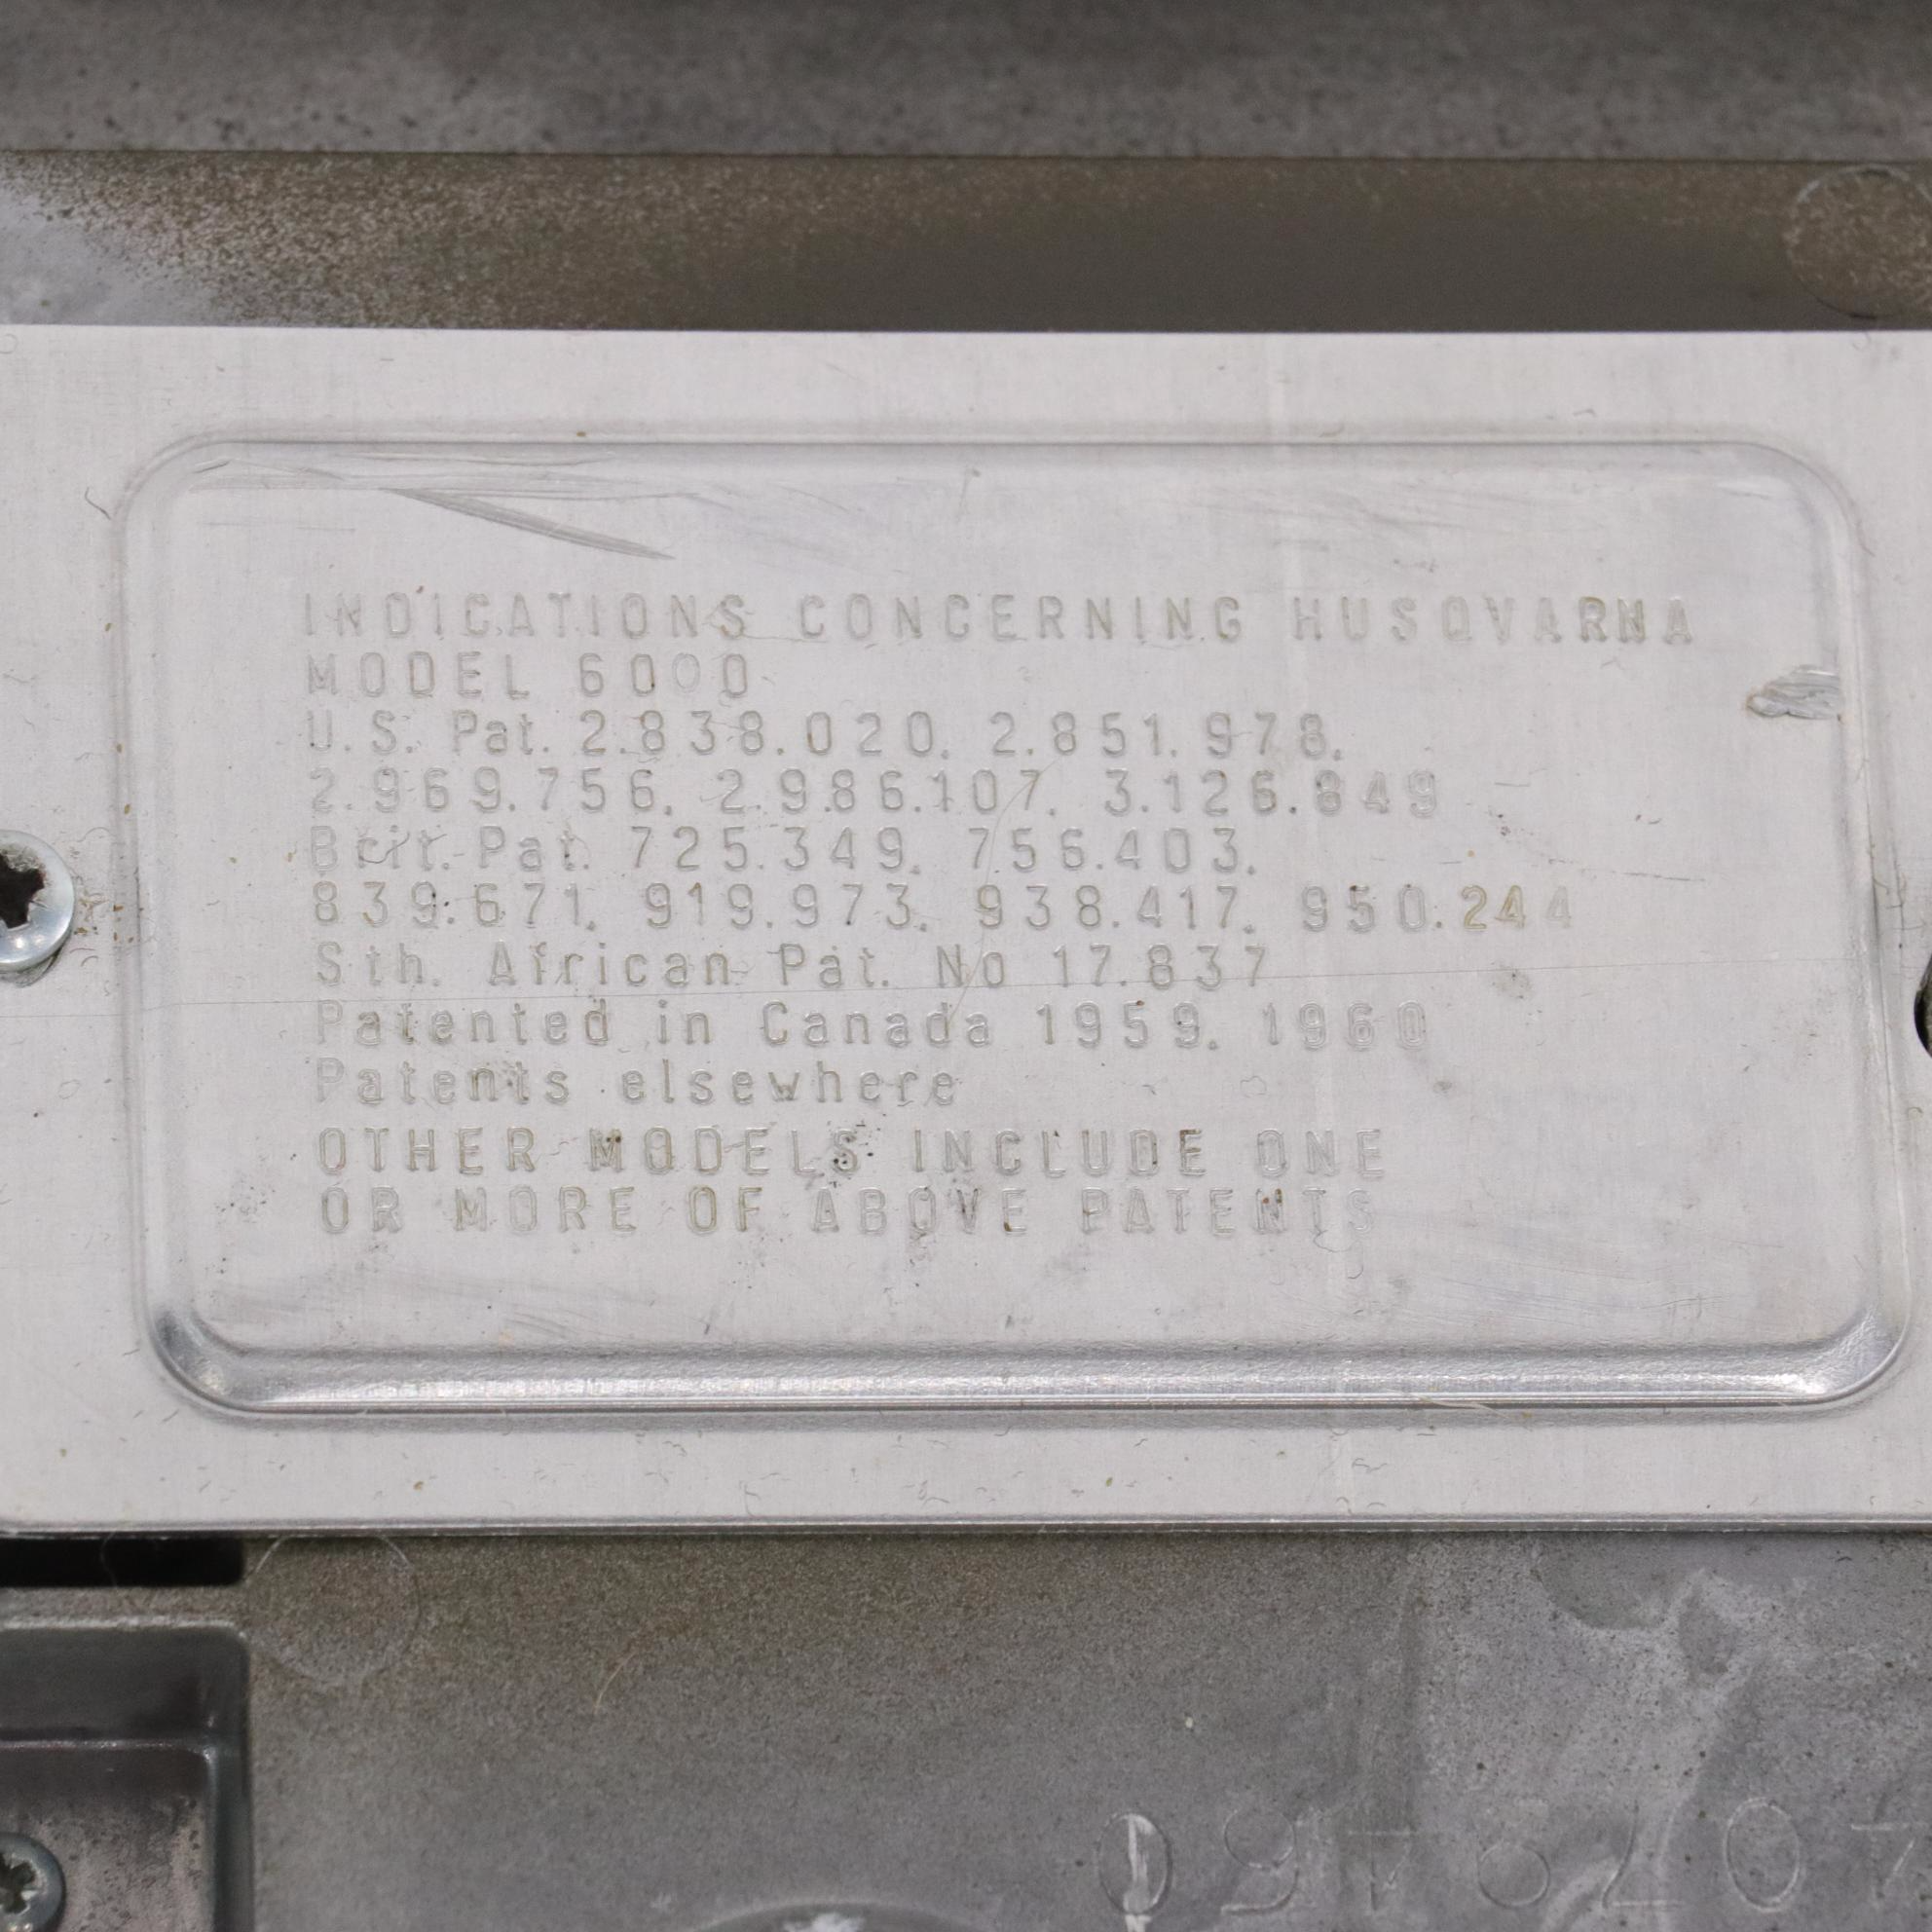 INDICATIONS CONCERNING HUSQVARNA
MODEL 6000
U.S. Pat. 2.838.020. 2.851.978.
2.969.756. 2.986.107. 3.126.849
Brit. Pat. 725.349. 756.403.
839.671. 919.973. 938.417. 950.244
Sth. African Pat. No 17.837
Patented in Canada 1959. 1960
Patents elsewhere
OTHER MODELS INCLUDE ONE
OR MORE OF ABOVE PATENTS